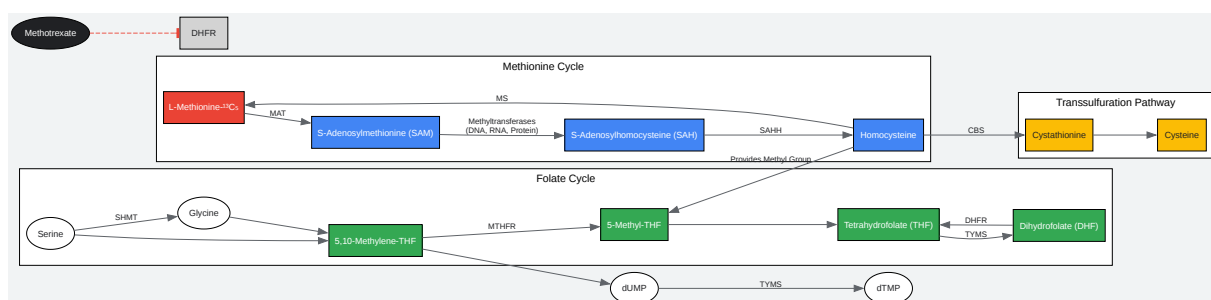 Methotrexate
DHFR
Methionine Cycle
L-Methionine-¹³C₅
MAT
S-Adenosylmethionine (SAM)
Methyltransferases
(DNA, RNA, Protein)
S-Adenosylhomocysteine (SAH)
SAHH
MS
Homocysteine
CBS
Transsulfuration Pathway
Cystathionine
Cysteine
Provides Methyl Group
Folate Cycle
Serine
SHMT
Glycine
5,10-Methylene-THF
MTHFR
5-Methyl-THF
Tetrahydrofolate (THF)
DHFR
TYMS
Dihydrofolate (DHF)
dUMP
TYMS
dTMP